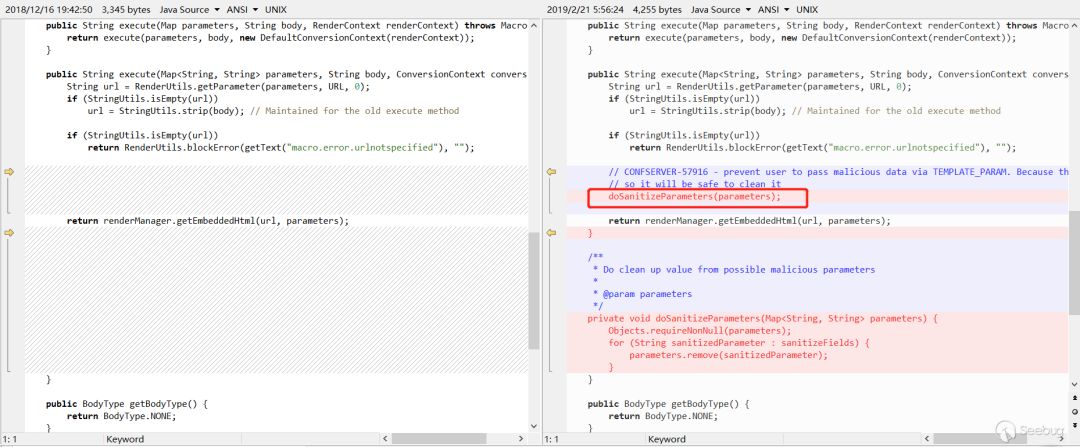 2018/12/16 19:42:50 3,345 bytes Java Source ANSI UNIX
public String execute(Map parameters, String body, RenderContext renderContext) throws Macro
return execute(parameters, body, new DefaultConversionContext(renderContext));
}
public String execute(Map<String, String> parameters, String body, ConversionContext convers
String url = RenderUtils.getParameter(parameters, URL, 0);
if (StringUtils.isEmpty(url))
url = StringUtils.strip(body); // Maintained for the old execute method
if (StringUtils.isEmpty(url))
return RenderUtils.blockError(getText("macro.error.urlnotspecified"), "");
return renderManager.getEmbeddedHtml(url, parameters);
}
public BodyType getBodyType() {
return BodyType.NONE;
}
1: 1 Keyword
2019/2/21 5:56:24 4,255 bytes Java Source ANSI UNIX
public String execute(Map parameters, String body, RenderContext renderContext) throws Macro
return execute(parameters, body, new DefaultConversionContext(renderContext));
}
public String execute(Map<String, String> parameters, String body, ConversionContext convers
String url = RenderUtils.getParameter(parameters, URL, 0);
if (StringUtils.isEmpty(url))
url = StringUtils.strip(body); // Maintained for the old execute method
if (StringUtils.isEmpty(url))
return RenderUtils.blockError(getText("macro.error.urlnotspecified"), "");
// CONFSERVER-57916 - prevent user to pass malicious data via TEMPLATE_PARAM. Because th
// so it will be safe to clean it
doSanitizeParameters(parameters);
return renderManager.getEmbeddedHtml(url, parameters);
}
/**
* Do clean up value from possible malicious parameters
*
* @param parameters
*/
private void doSanitizeParameters(Map<String, String> parameters) {
Objects.requireNonNull(parameters);
for (String sanitizedParameter : sanitizeFields) {
parameters.remove(sanitizedParameter);
}
}
public BodyType getBodyType() {
return BodyType.NONE;
}
1: 1 Keyword
Seebug